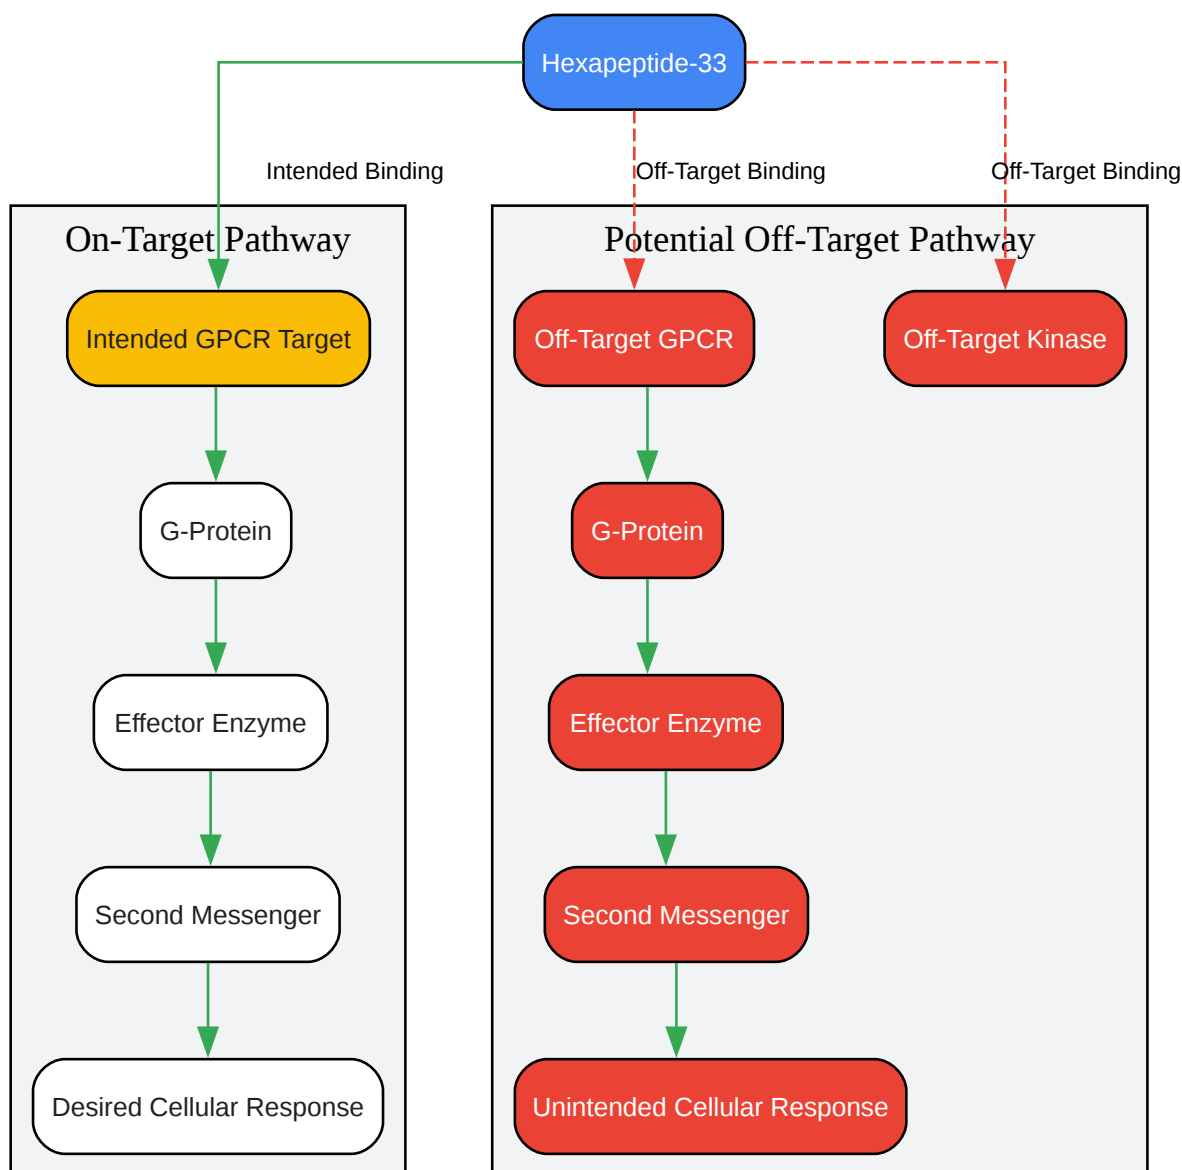 Hexapeptide-33
Intended Binding
Off-Target Binding
Off-Target Binding
On-Target Pathway
Potential Off-Target Pathway
Intended GPCR Target
Off-Target GPCR
Off-Target Kinase
G-Protein
G-Protein
Effector Enzyme
Effector Enzyme
Second Messenger
Second Messenger
Desired Cellular Response
Unintended Cellular Response